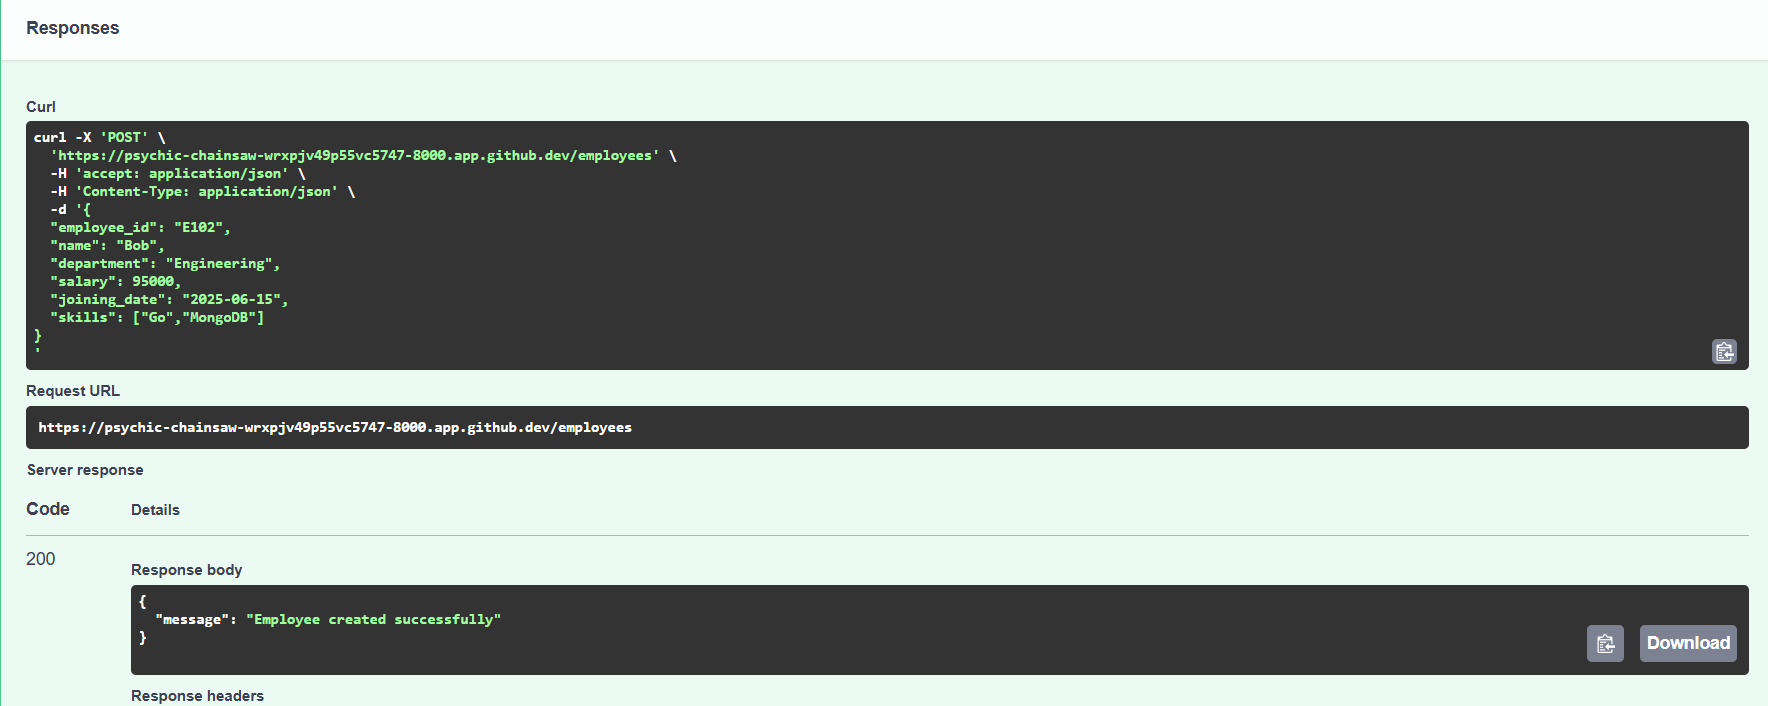 Responses
Curl
curl -X 'POST' \
  'https://psychic-chainsaw-wrxpjv49p55vc5747-8000.app.github.dev/employees' \
  -H 'accept: application/json' \
  -H 'Content-Type: application/json' \
  -d '{
  "employee_id": "E102",
  "name": "Bob",
  "department": "Engineering",
  "salary": 95000,
  "joining_date": "2025-06-15",
  "skills": ["Go","MongoDB"]
}
'
Request URL
https://psychic-chainsaw-wrxpjv49p55vc5747-8000.app.github.dev/employees
Server response
Code Details
200
Response body
{
  "message": "Employee created successfully"
}
Download
Response headers